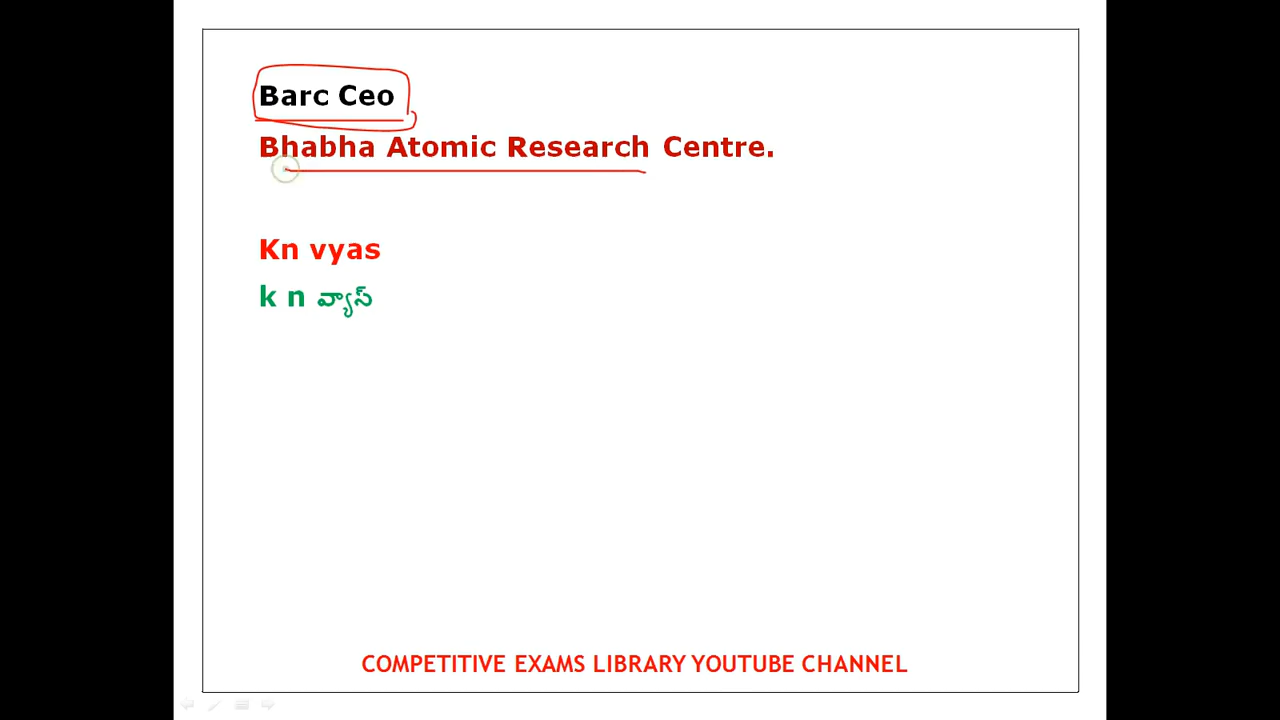 Barc Ceo
Bhabha Atomic Research Centre.
Kn vyas
k n వ్యాస్
COMPETITIVE EXAMS LIBRARY YOUTUBE CHANNEL